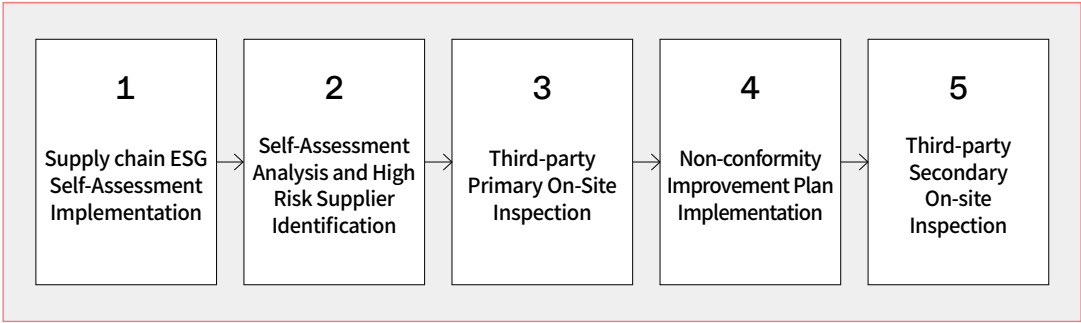 1
Supply chain ESG
Self-Assessment
Implementation
2
Self-Assessment
Analysis and High
Risk Supplier
Identification
3
Third-party
Primary On-Site
Inspection
4
Non-conformity
Improvement Plan
Implementation
5
Third-party
Secondary
On-site
Inspection